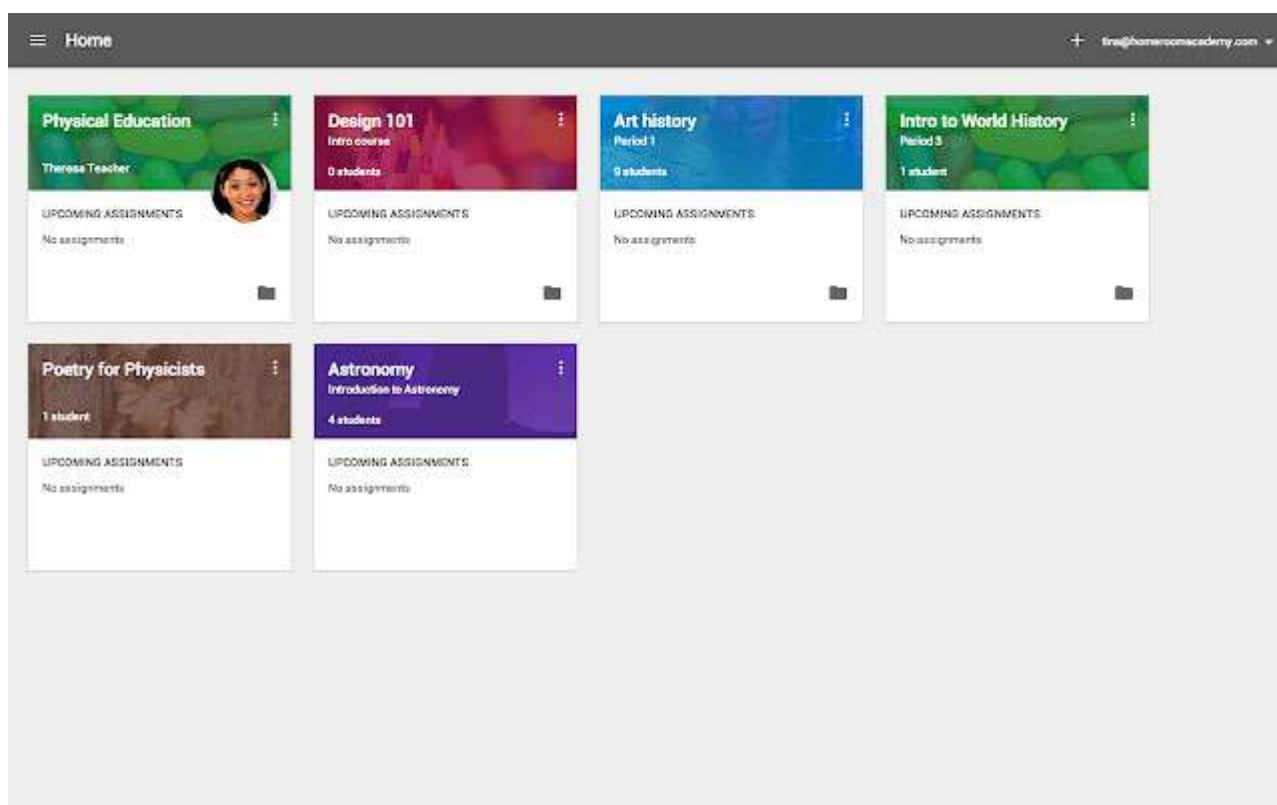 Home
tina@homeroomacademy.com
Physical Education
Theresa Teacher
UPCOMING ASSIGNMENTS
No assignments
Design 101
Intro course
0 students
UPCOMING ASSIGNMENTS
No assignments
Art history
Period 1
9 students
UPCOMING ASSIGNMENTS
No assignments
Intro to World History
Period 3
1 student
UPCOMING ASSIGNMENTS
No assignments
Poetry for Physicists
1 student
UPCOMING ASSIGNMENTS
No assignments
Astronomy
Introduction to Astronomy
4 students
UPCOMING ASSIGNMENTS
No assignments